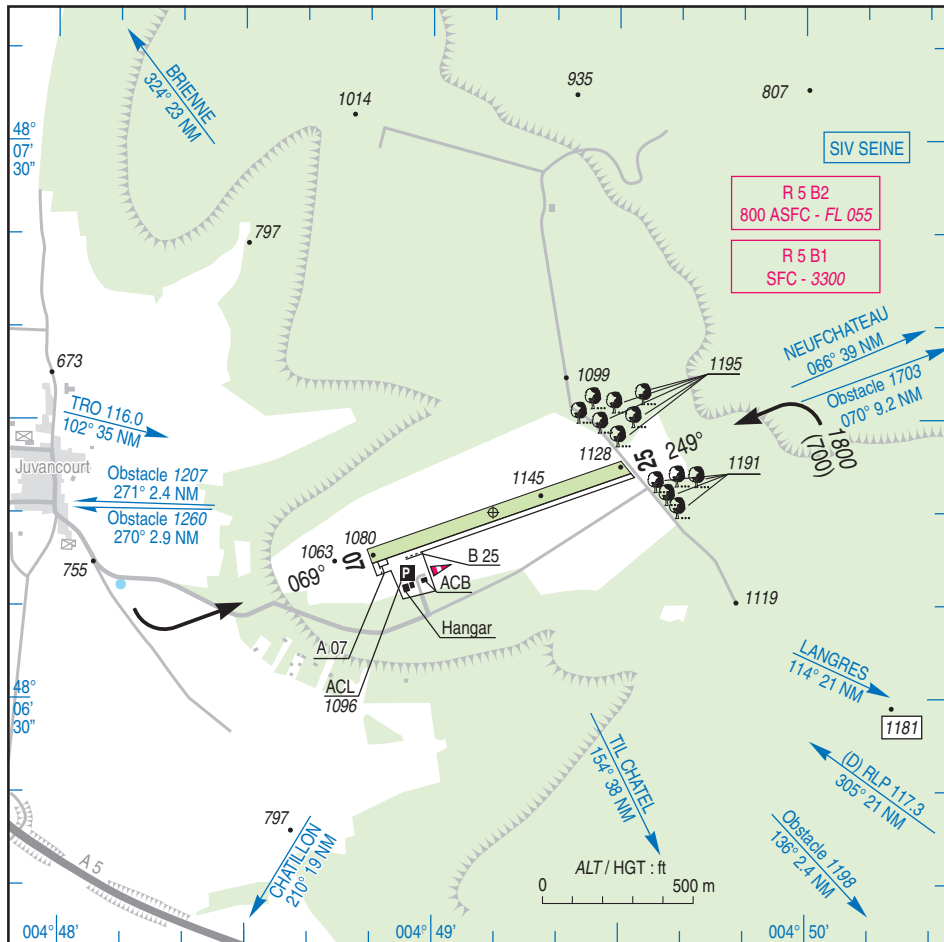 935
807
1014
BRIENNE
324° 23 NM
48°
07'
30"
SIV SEINE
R 5 B2
800 ASFC - FL 055
R 5 B1
SFC - 3300
797
NEUFCHATEAU
066° 39 NM
Obstacle 1703
070° 9.2 NM
673
1099
1195
TRO 116.0
102° 35 NM
1800
(700)
249°
25
1128
1191
Juvancourt
Obstacle 1207
271° 2.4 NM
Obstacle 1260
270° 2.9 NM
1145
1080
1063
07
069°
755
P
B 25
ACB
Hangar
1119
A 07
ACL
1096
LANGRES
114° 21 NM
48°
06'
30"
1181
TIL CHATEL
154° 38 NM
(D) RLP 117.3
305° 21 NM
797
CHATILLON
210° 19 NM
Obstacle 1198
136° 2.4 NM
A 5
ALT / HGT : ft
0 500 m
004° 48' 004° 49' 004° 50'